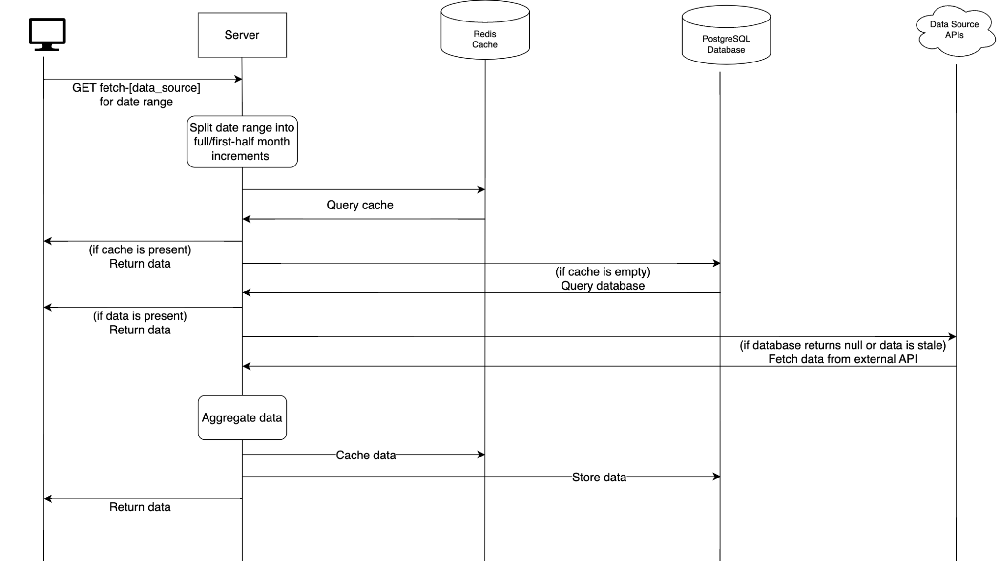 Server
Redis
Cache
PostgreSQL
Database
Data Source
APIs
GET fetch-[data_source]
for date range
Split date range into
full/first-half month
increments
Query cache
(if cache is present)
Return data
(if cache is empty)
Query database
(if data is present)
Return data
(if database returns null or data is stale)
Fetch data from external API
Aggregate data
Cache data
Store data
Return data